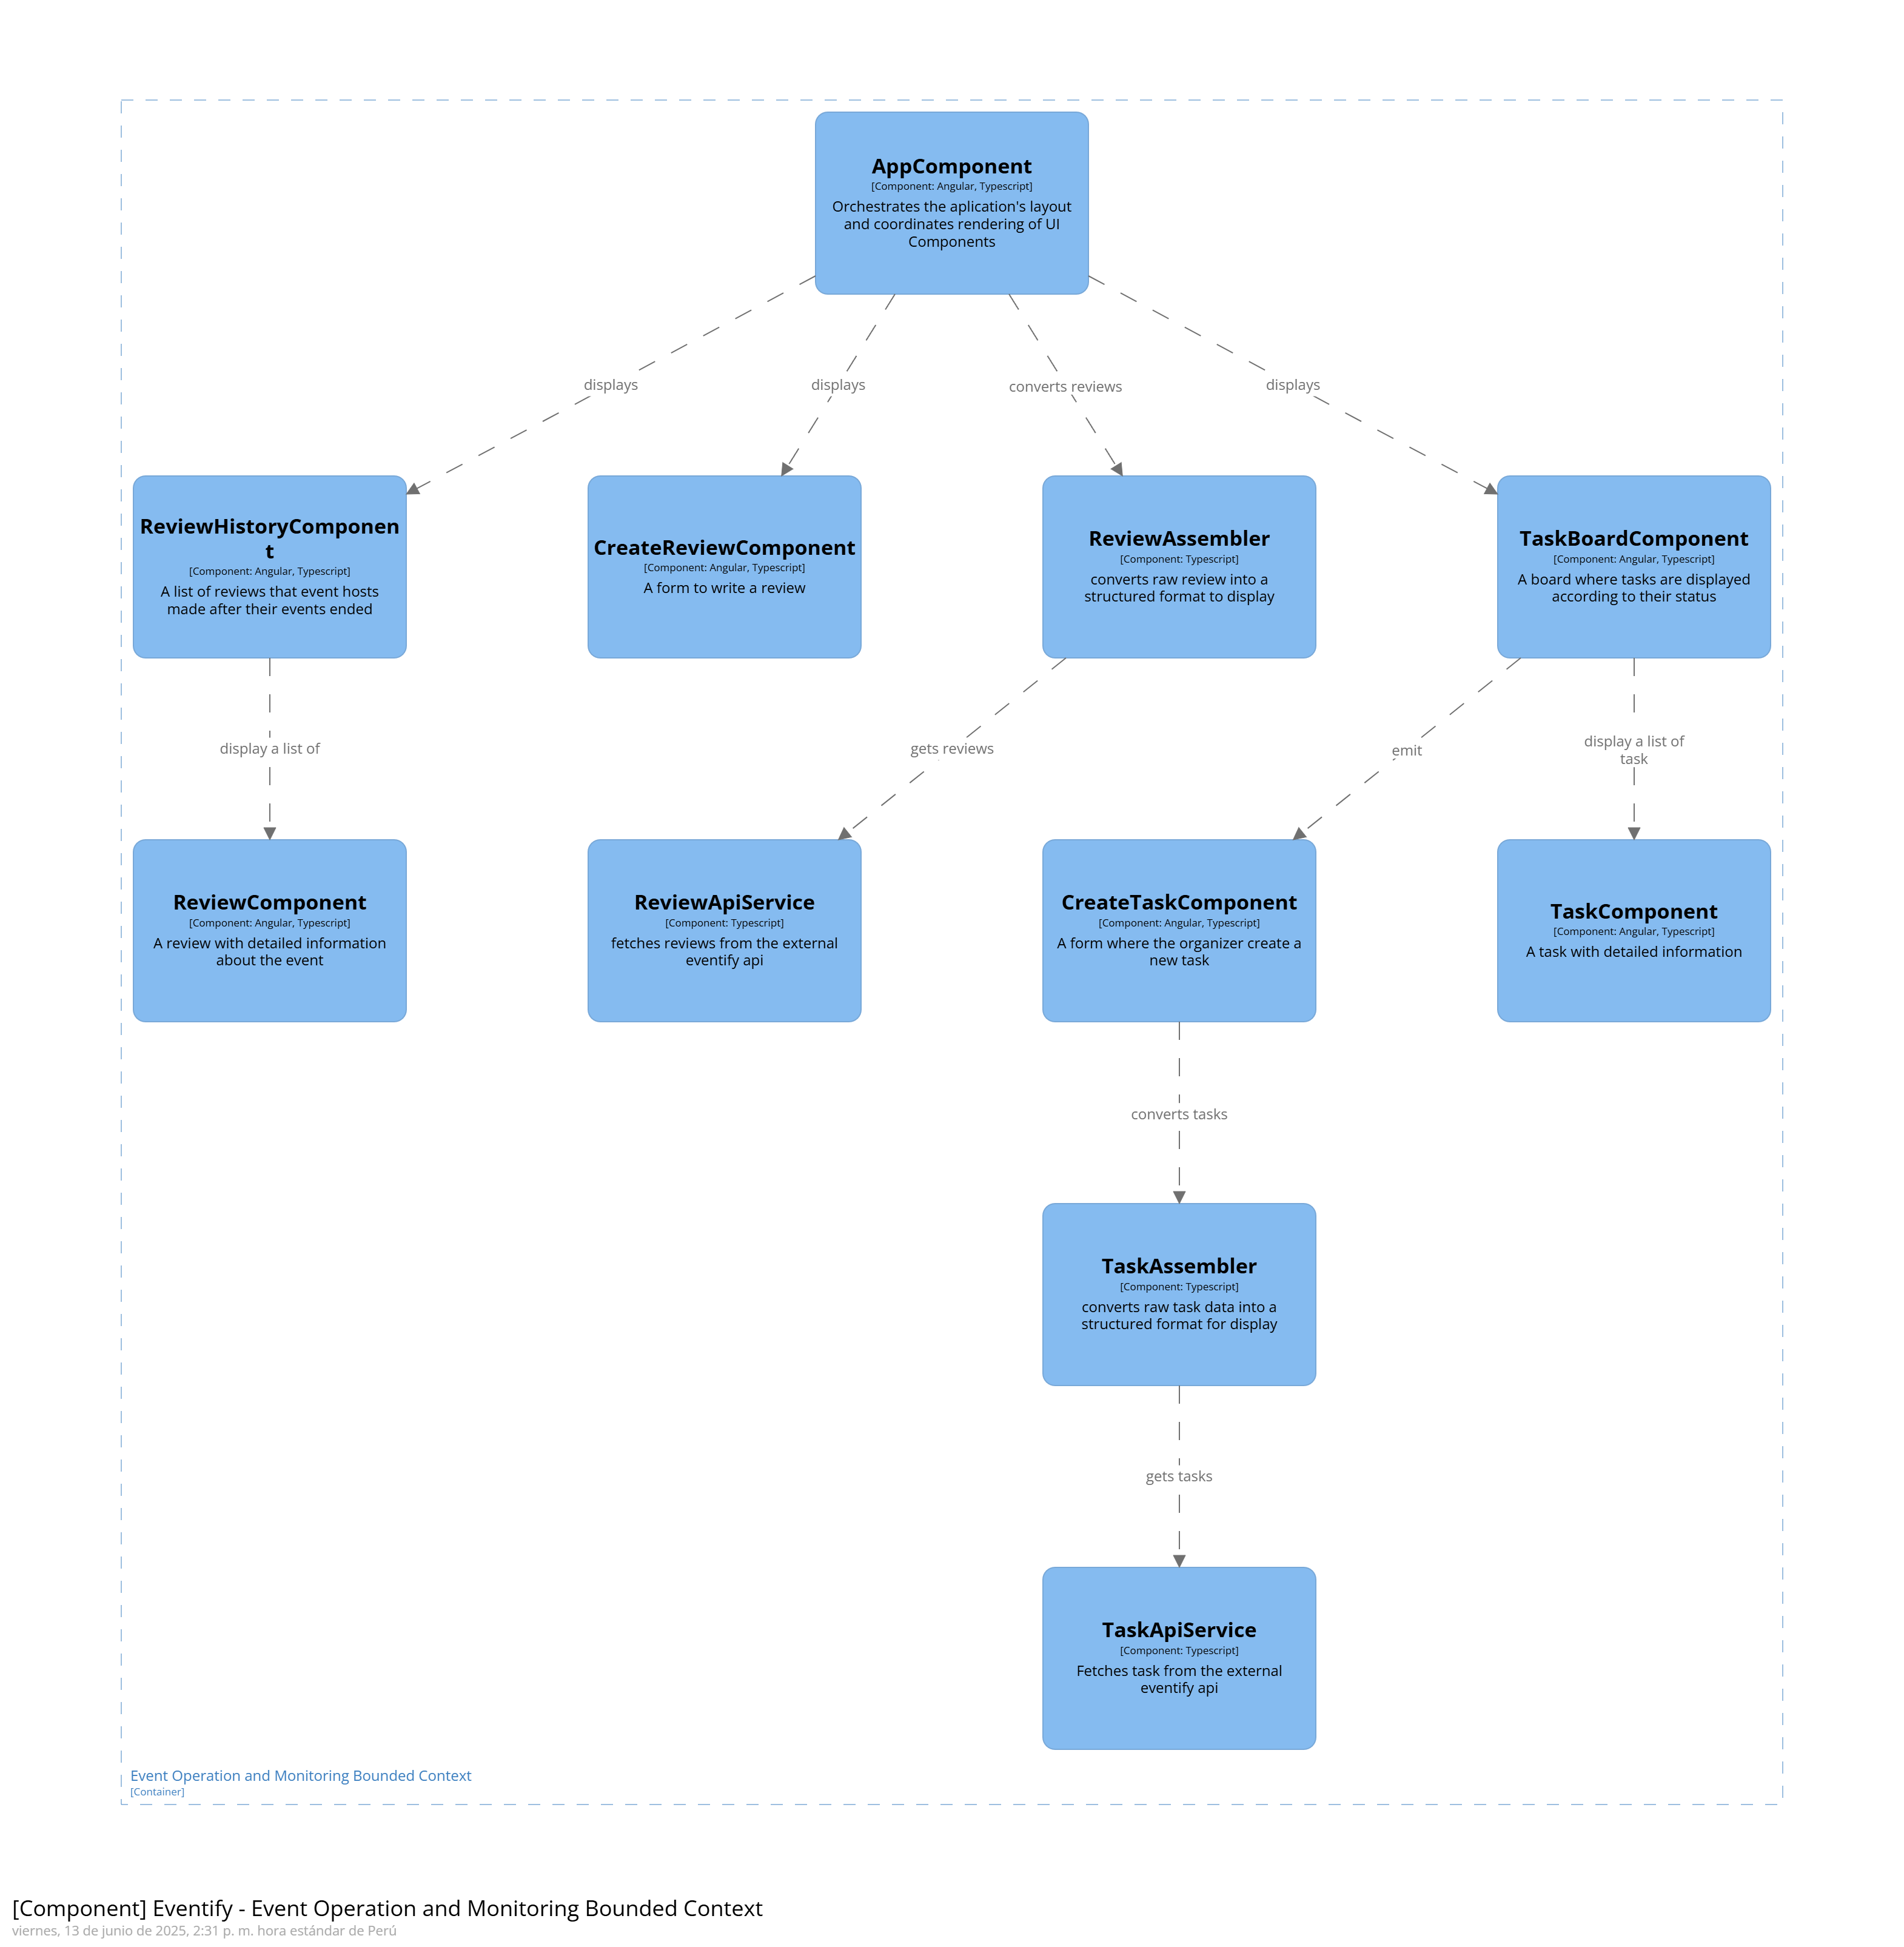 AppComponent
[Component: Angular, Typescript]
Orchestrates the aplication's layout
and coordinates rendering of UI
Components
displays
displays
converts reviews
displays
ReviewHistoryComponen
t
[Component: Angular, Typescript]
A list of reviews that event hosts
made after their events ended
CreateReviewComponent
[Component: Angular, Typescript]
A form to write a review
ReviewAssembler
[Component: Typescript]
converts raw review into a
structured format to display
TaskBoardComponent
[Component: Angular, Typescript]
A board where tasks are displayed
according to their status
display a list of
gets reviews
emit
display a list of
task
ReviewComponent
[Component: Angular, Typescript]
A review with detailed information
about the event
ReviewApiService
[Component: Typescript]
fetches reviews from the external
eventify api
CreateTaskComponent
[Component: Angular, Typescript]
A form where the organizer create a
new task
TaskComponent
[Component: Angular, Typescript]
A task with detailed information
converts tasks
TaskAssembler
[Component: Typescript]
converts raw task data into a
structured format for display
gets tasks
TaskApiService
[Component: Typescript]
Fetches task from the external
eventify api
Event Operation and Monitoring Bounded Context
[Container]
[Component] Eventify - Event Operation and Monitoring Bounded Context
viernes, 13 de junio de 2025, 2:31 p. m. hora estándar de Perú